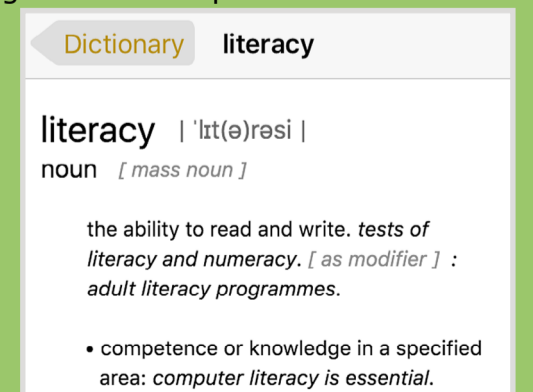 Dictionary literacy
literacy | ˈlɪt(ə)rəsi |
noun [ mass noun ]
the ability to read and write. tests of
literacy and numeracy. [ as modifier ] :
adult literacy programmes.
• competence or knowledge in a specified
area: computer literacy is essential.